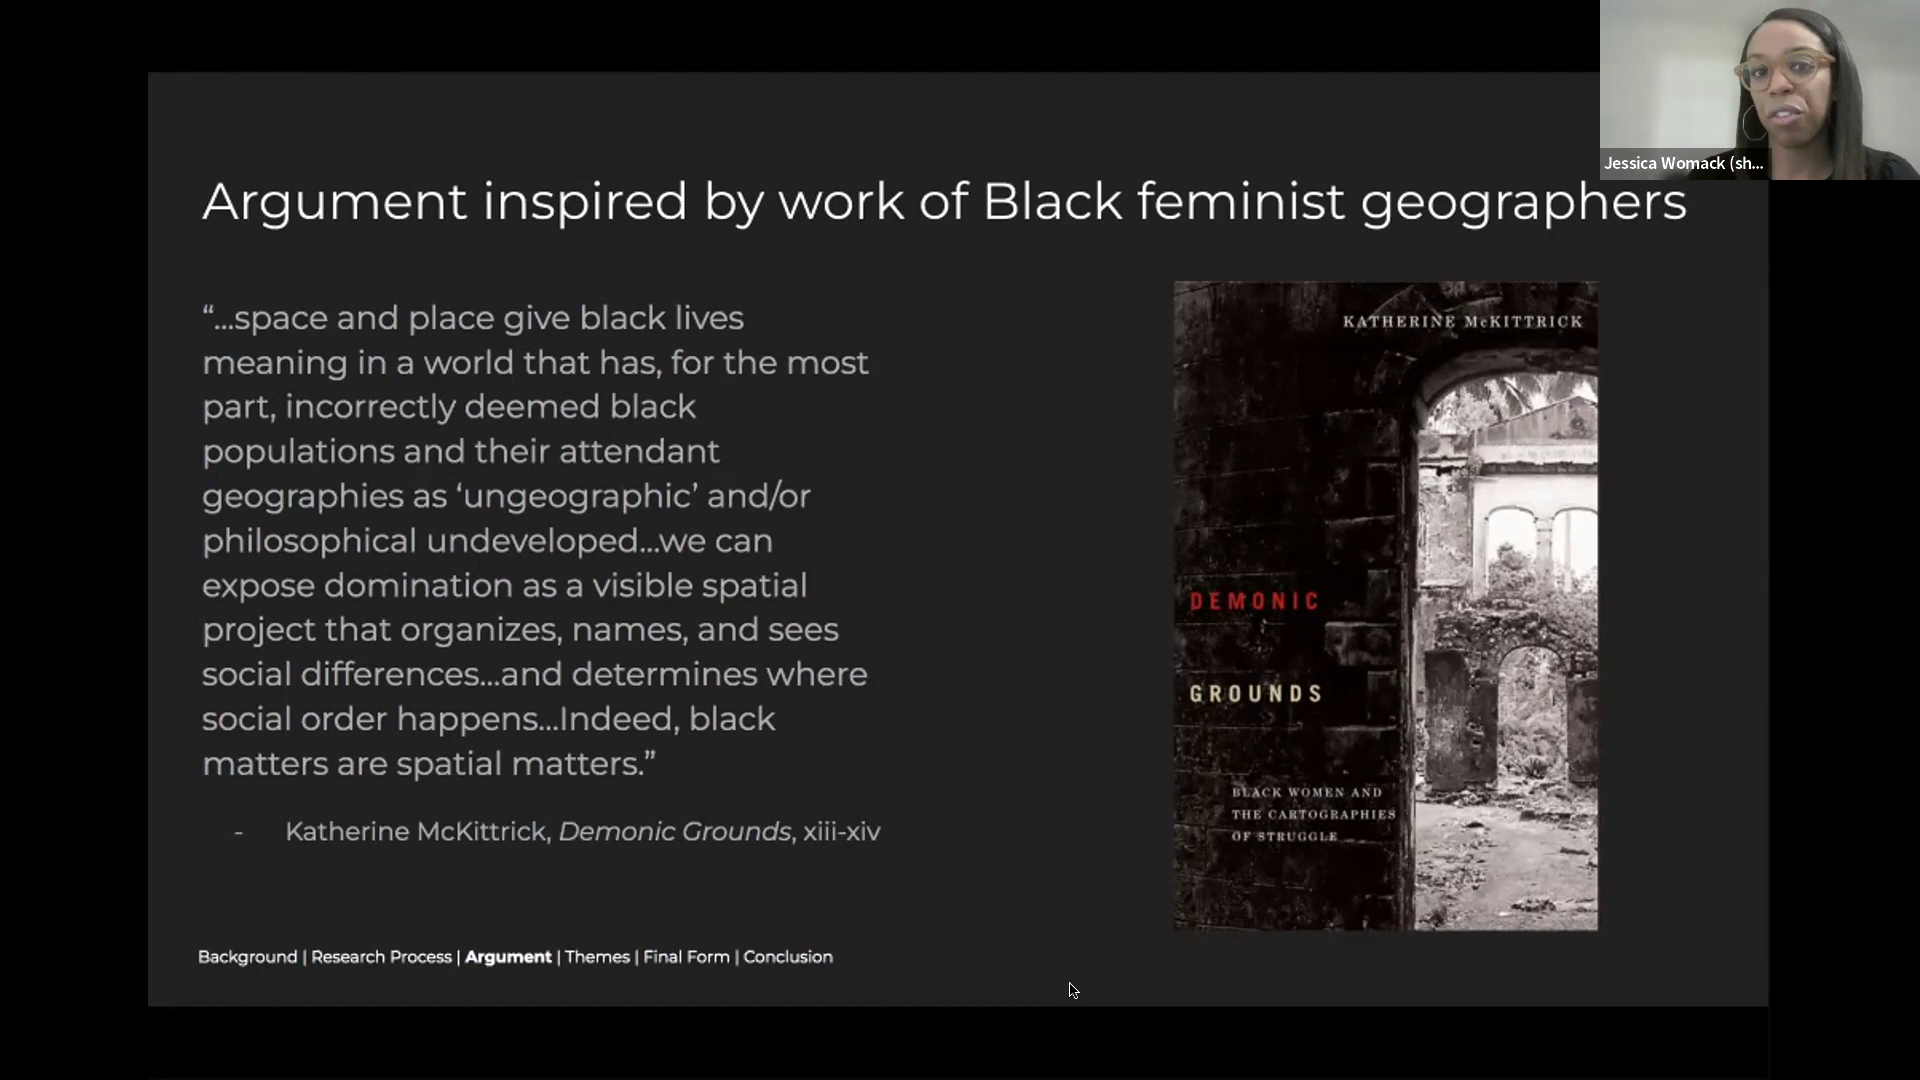 Jessica Womack (sh...
Argument inspired by work of Black feminist geographers
“...space and place give black lives
meaning in a world that has, for the most
part, incorrectly deemed black
populations and their attendant
geographies as ‘ungeographic’ and/or
philosophical undeveloped...we can
expose domination as a visible spatial
project that organizes, names, and sees
social differences...and determines where
social order happens...Indeed, black
matters are spatial matters.”
- Katherine McKittrick, Demonic Grounds, xiii-xiv
KATHERINE McKITTRICK
DEMONIC
GROUNDS
BLACK WOMEN AND
THE CARTOGRAPHIES
OF STRUGGLE
Background | Research Process | Argument | Themes | Final Form | Conclusion